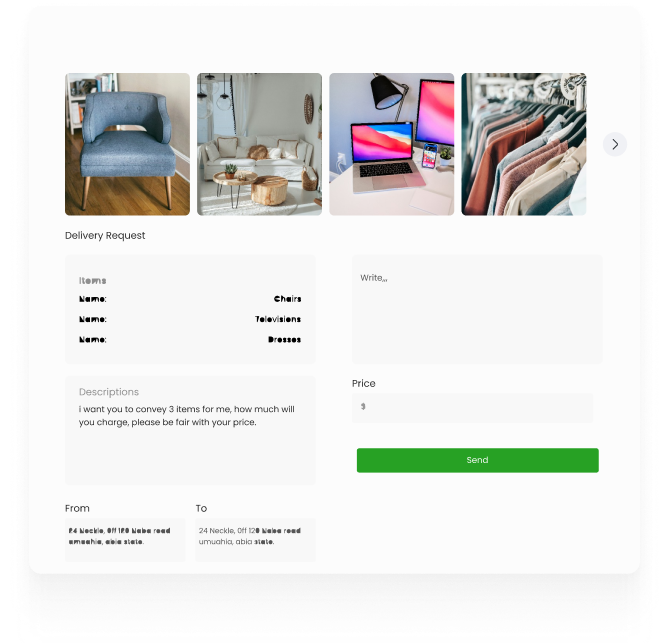 Delivery Request
Items
Name: Chairs
Name: Televisions
Name: Dresses
Descriptions
i want you to convey 3 items for me, how much will
you charge, please be fair with your price.
From
24 Neckle, 0ff 120 Naba road
umuahia, abia state.
To
24 Neckle, 0ff 120 Naba road
umuahia, abia state.
Write,,,
Price
$
Send